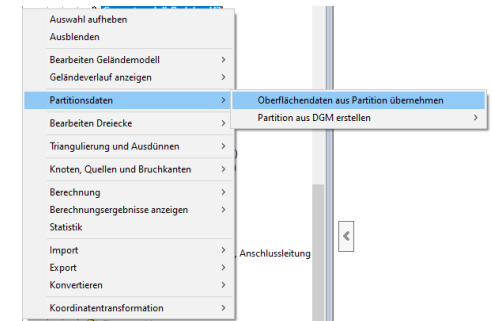 Auswahl aufheben
Ausblenden
Bearbeiten Geländemodell
Geländeverlauf anzeigen
Partitionsdaten
Oberflächendaten aus Partition übernehmen
Bearbeiten Dreiecke
Partition aus DGM erstellen
Triangulierung und Ausdünnen
Knoten, Quellen und Bruchkanten
Berechnung
Berechnungsergebnisse anzeigen
Statistik
Import
, Anschlussleitung
Export
Konvertieren
Koordinatentransformation